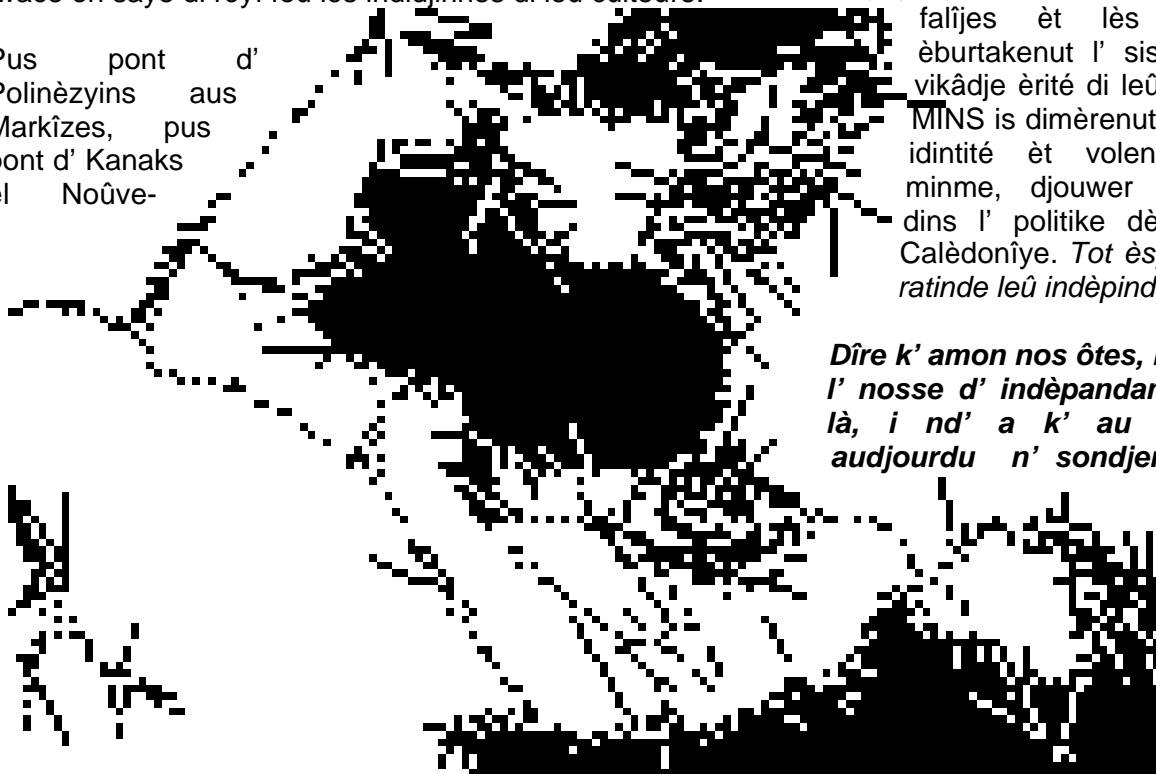 Pus pont d'
Polinèzyins aus
Markîzes, pus
pont d' Kanaks
Noûve-
falîjes èt lès
èburtakenut l' sis
vikâdje èrité di leû
MINS is dimèrenut
idintité èt volen
minme, djouwer
dins l' politike dè
Calèdonîye. Tot ès
ratinde leû indèpind
Dîre k' amon nos ôtes,
l' nosse d' indèpandan
là, i nd' a k' au
audjourdu n' sondjer